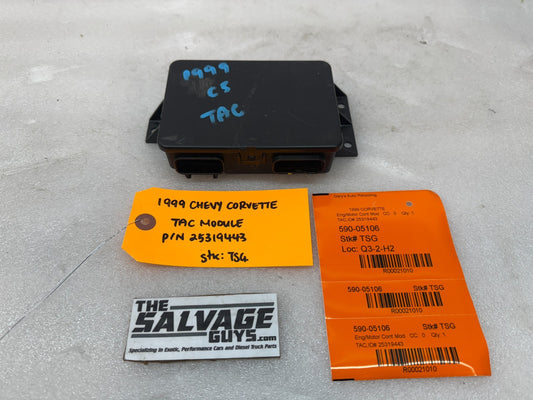 1999
C5
TAC
1999 CHEVY CORVETTE
TAC MODULE
P/N 25319443
Stk: TSG
THE
SALVAGE
GUYS.com
Specializing in Exotic, Performance Cars and Diesel Truck Parts
1999 CORVETTE
Eng/Motor Cont Mod CC: 0 Qty: 1
TAC,ID# 25319443
590-05106
Stk# TSG
Loc: Q3-2-H2
R00021010
590-05106 Stk# TSG
R00021010
590-05106 Stk# TSG
Eng/Motor Cont Mod CC: 0 Qty: 1
TAC,ID# 25319443
R00021010